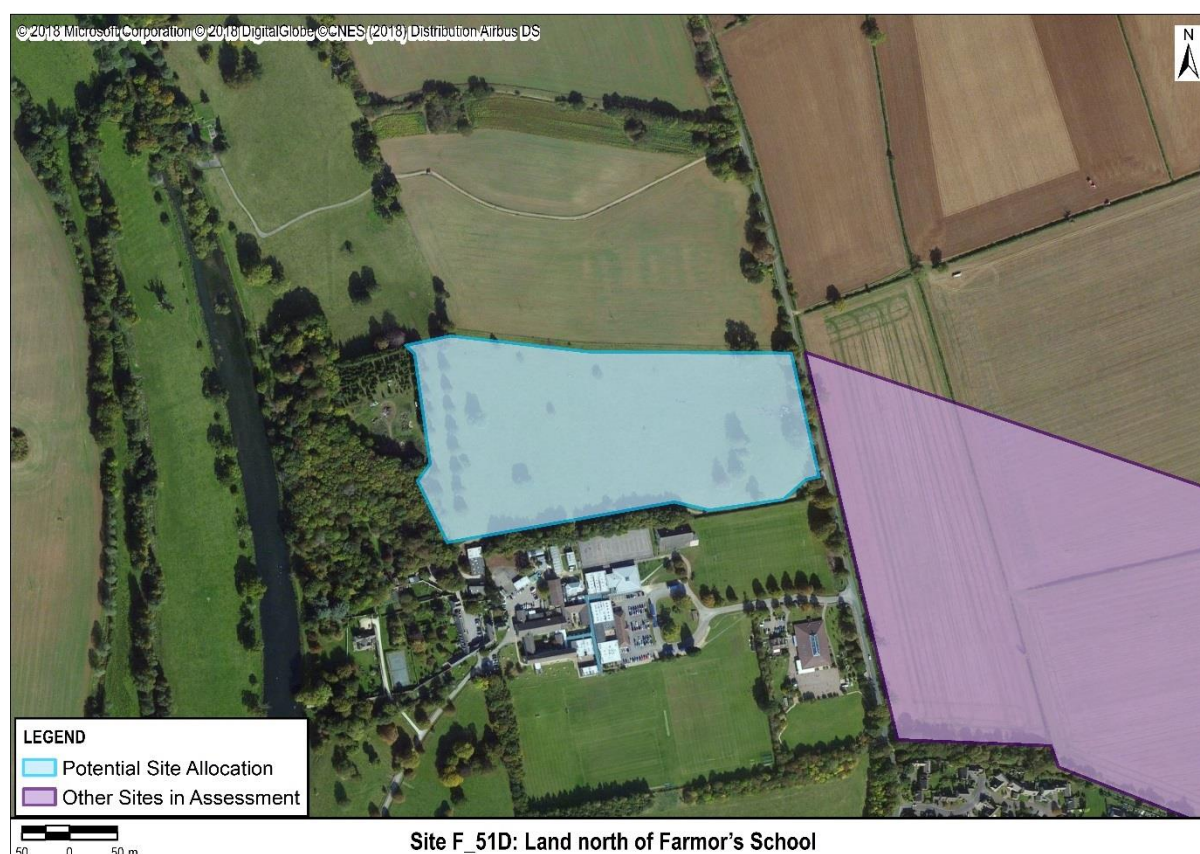 © 2018 Microsoft Corporation © 2018 DigitalGlobe ©CNES (2018) Distribution Airbus DS
N
LEGEND
Potential Site Allocation
Other Sites in Assessment
50 0 50 m
Site F_51D: Land north of Farmor's School